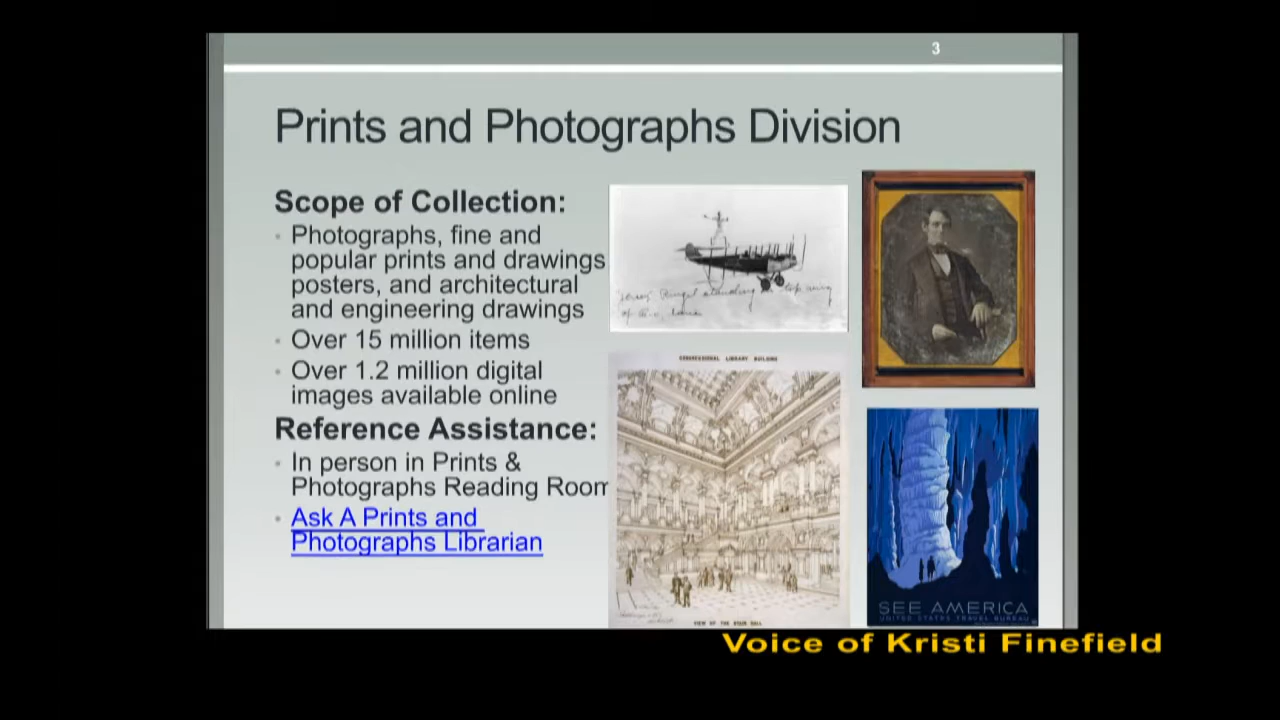 3
Prints and Photographs Division
Scope of Collection:
Photographs, fine and
popular prints and drawings
posters, and architectural
and engineering drawings
Over 15 million items
Over 1.2 million digital
images available online
Reference Assistance:
In person in Prints &
Photographs Reading Room
Ask A Prints and
Photographs Librarian
standing
top wing
CONGRESSIONAL LIBRARY BUILDING
VIEW OF THE STAIR HALL
SEE AMERICA
UNITED STATES TRAVEL BUREAU
Voice of Kristi Finefield